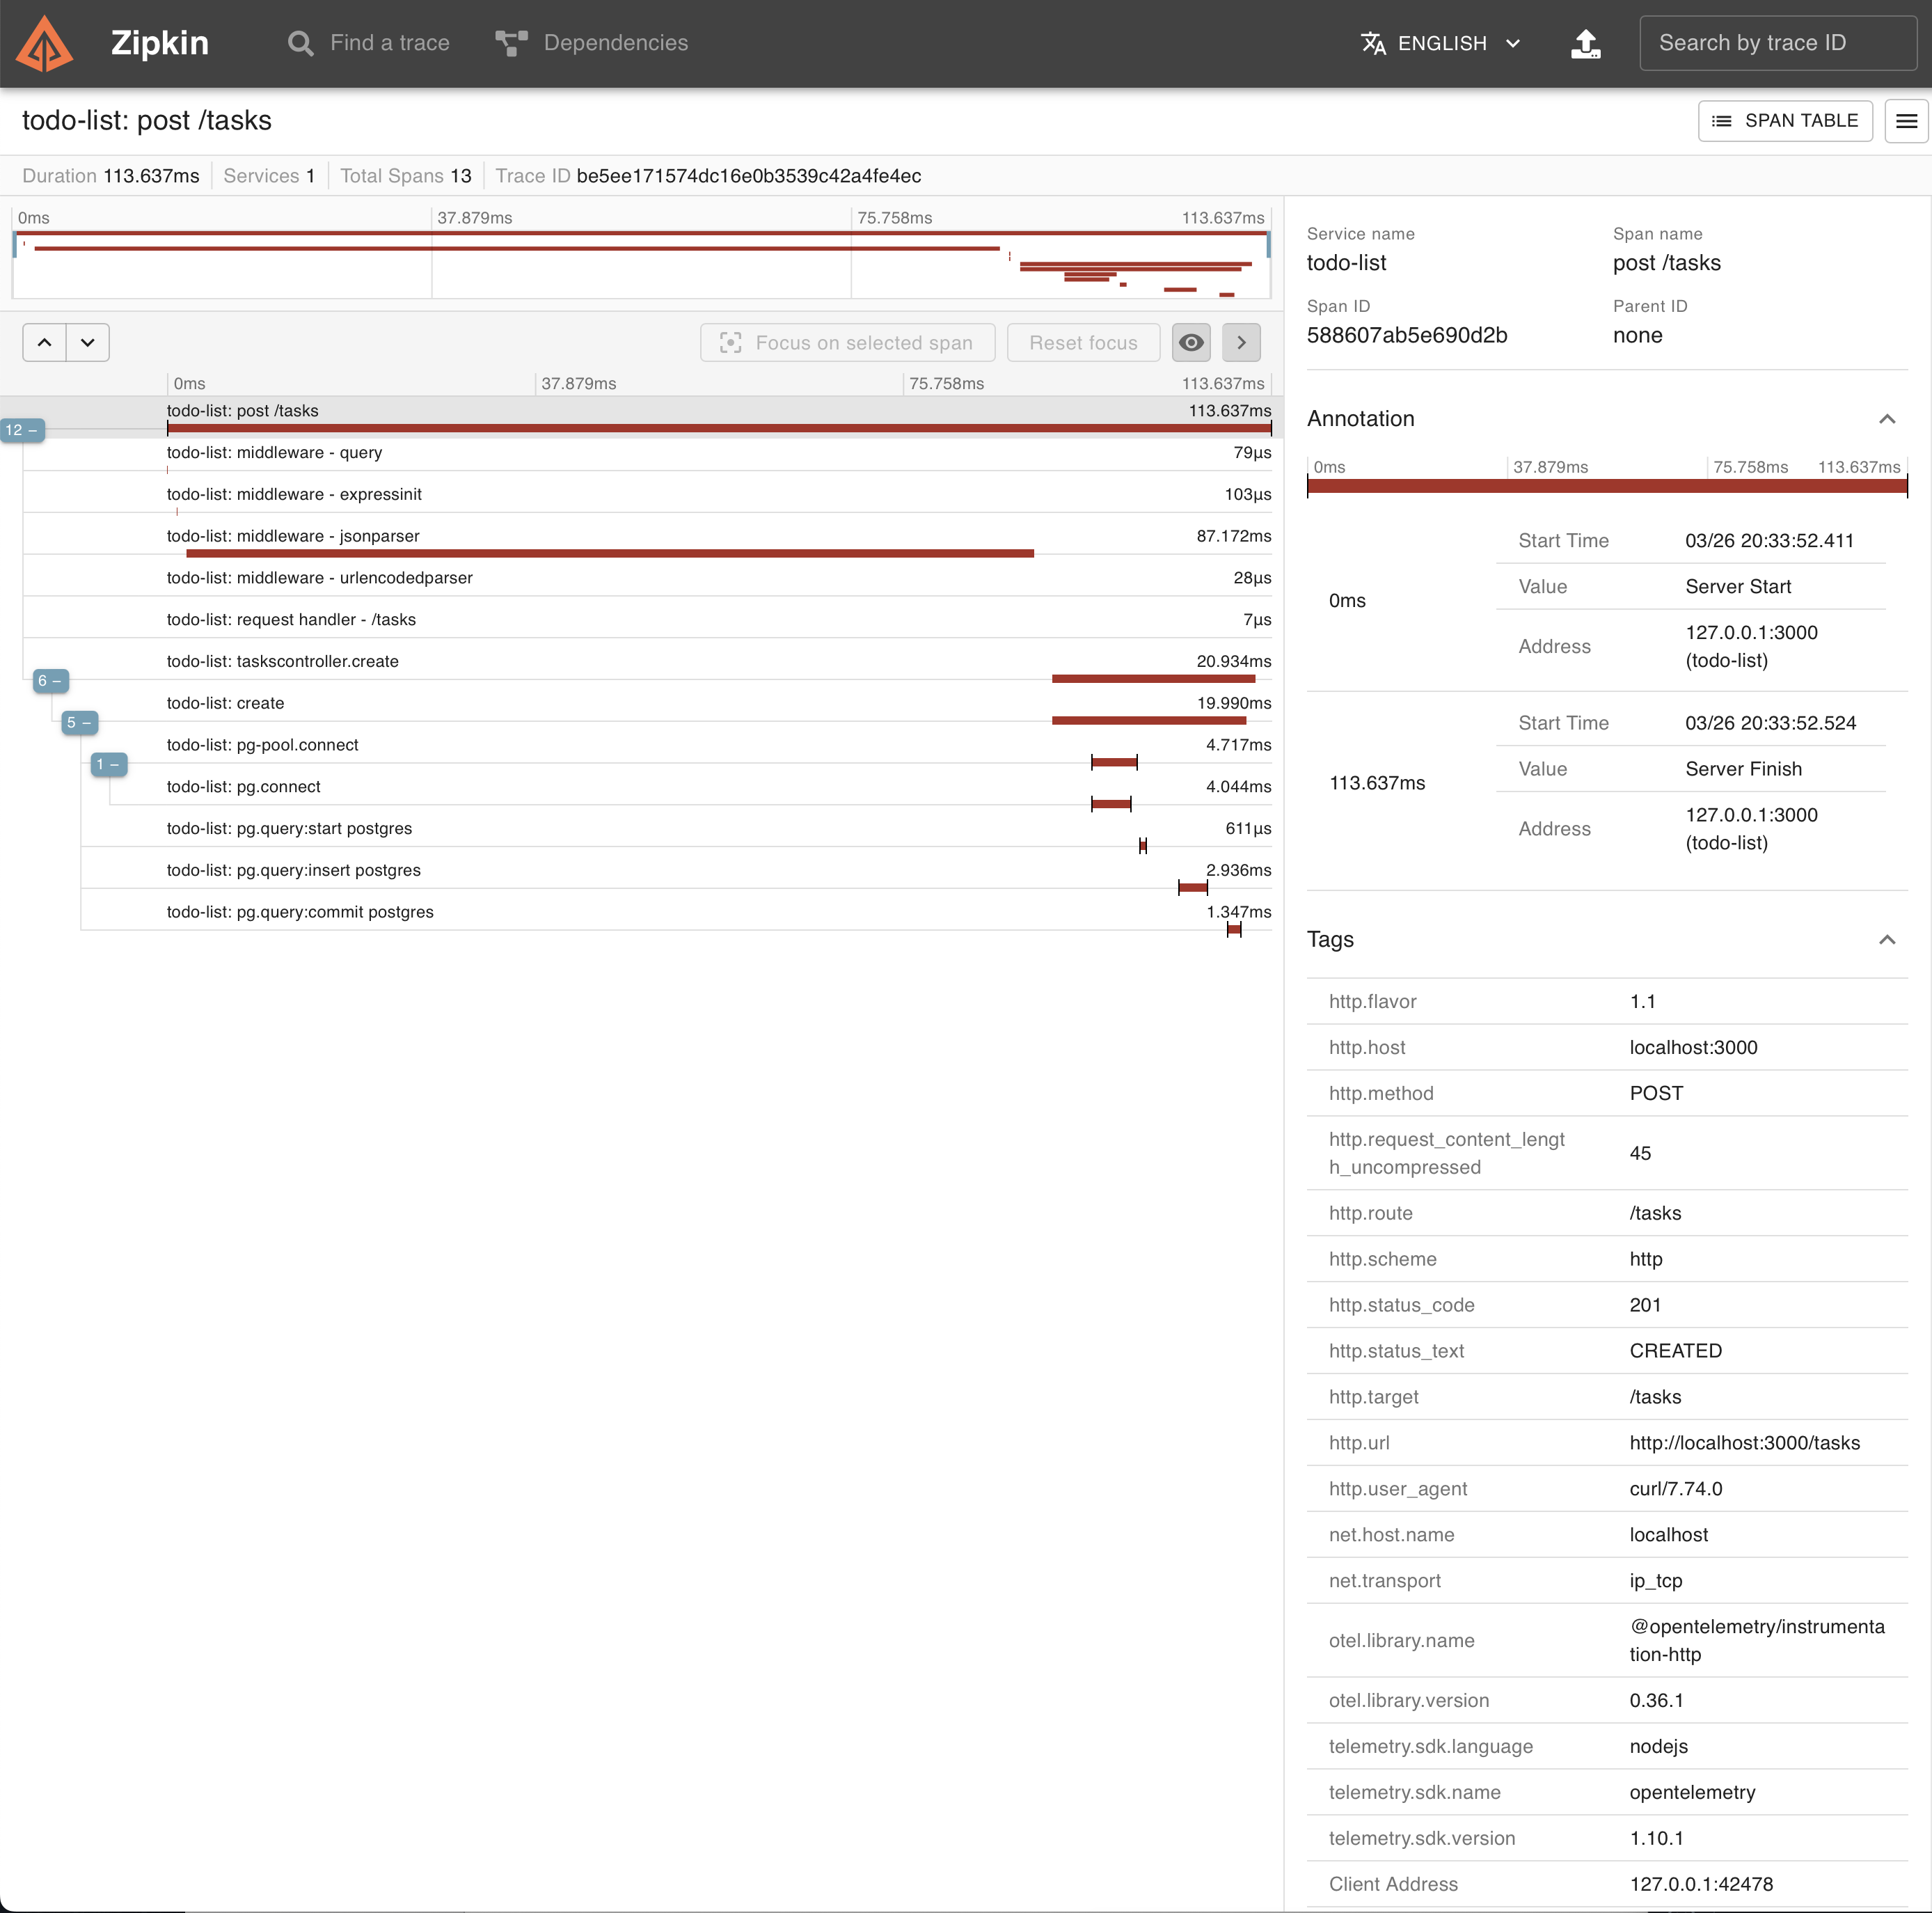 Zipkin
Find a trace
Dependencies
ENGLISH
Search by trace ID
todo-list: post /tasks
SPAN TABLE
Duration 113.637ms Services 1 Total Spans 13 Trace ID be5ee171574dc16e0b3539c42a4fe4ec
0ms 37.879ms 75.758ms 113.637ms
Focus on selected span
Reset focus
0ms 37.879ms 75.758ms 113.637ms
todo-list: post /tasks 113.637ms
12 –
todo-list: middleware - query 79µs
todo-list: middleware - expressinit 103µs
todo-list: middleware - jsonparser 87.172ms
todo-list: middleware - urlencodedparser 28µs
todo-list: request handler - /tasks 7µs
todo-list: taskscontroller.create 20.934ms
6 –
todo-list: create 19.990ms
5 –
todo-list: pg-pool.connect 4.717ms
1 –
todo-list: pg.connect 4.044ms
todo-list: pg.query:start postgres 611µs
todo-list: pg.query:insert postgres 2.936ms
todo-list: pg.query:commit postgres 1.347ms
Service name
todo-list
Span name
post /tasks
Span ID
588607ab5e690d2b
Parent ID
none
Annotation
0ms 37.879ms 75.758ms 113.637ms
0ms
Start Time 03/26 20:33:52.411
Value Server Start
Address 127.0.0.1:3000
(todo-list)
113.637ms
Start Time 03/26 20:33:52.524
Value Server Finish
Address 127.0.0.1:3000
(todo-list)
Tags
http.flavor 1.1
http.host localhost:3000
http.method POST
http.request_content_lengt
h_uncompressed 45
http.route /tasks
http.scheme http
http.status_code 201
http.status_text CREATED
http.target /tasks
http.url http://localhost:3000/tasks
http.user_agent curl/7.74.0
net.host.name localhost
net.transport ip_tcp
otel.library.name @opentelemetry/instrumenta
tion-http
otel.library.version 0.36.1
telemetry.sdk.language nodejs
telemetry.sdk.name opentelemetry
telemetry.sdk.version 1.10.1
Client Address 127.0.0.1:42478